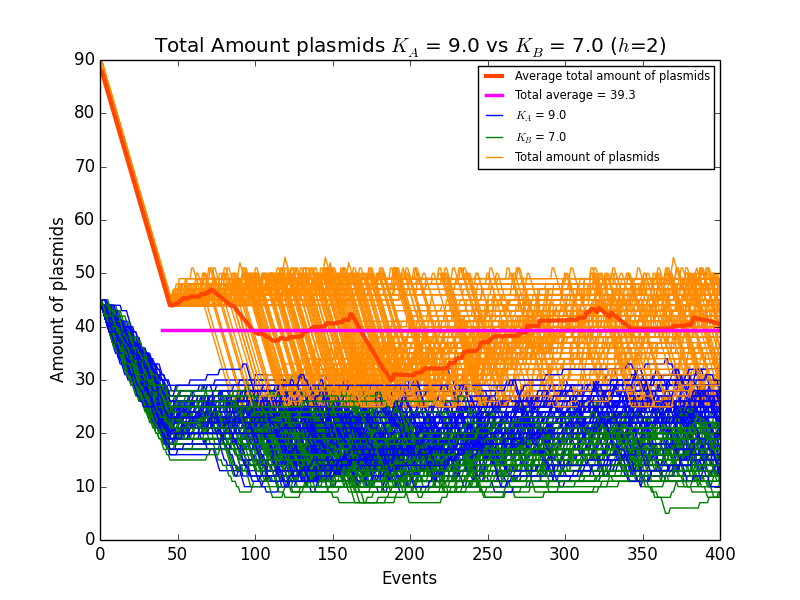 Total Amount plasmids K_A = 9.0 vs K_B = 7.0 (h=2)
Average total amount of plasmids
Total average = 39.3
K_A = 9.0
K_B = 7.0
Total amount of plasmids
Amount of plasmids
90
80
70
60
50
40
30
20
10
0
0 50 100 150 200 250 300 350 400
Events